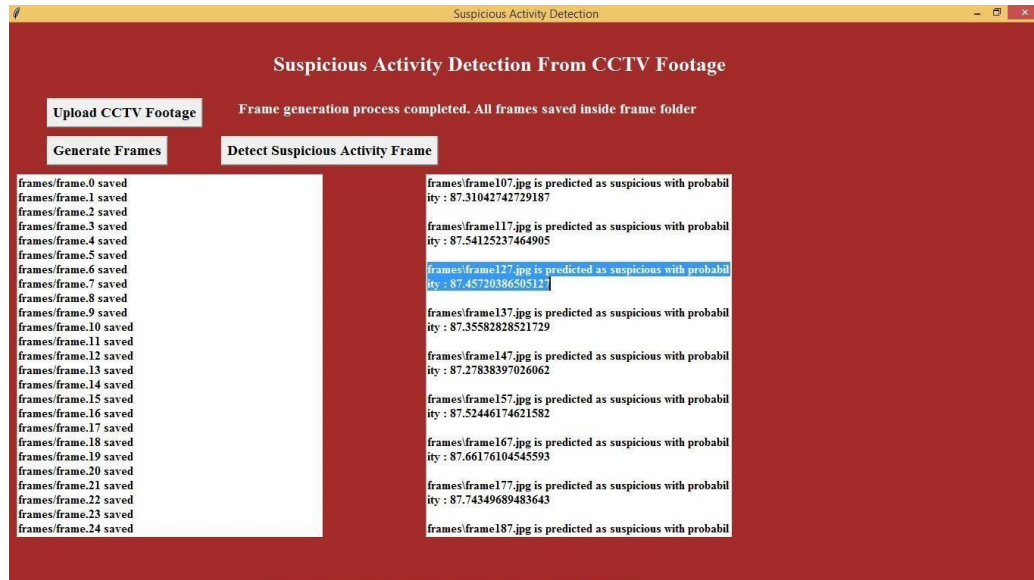 Suspicious Activity Detection
Suspicious Activity Detection From CCTV Footage
Upload CCTV Footage
Frame generation process completed. All frames saved inside frame folder
Generate Frames
Detect Suspicious Activity Frame
frames/frame.0 saved
frames/frame.1 saved
frames/frame.2 saved
frames/frame.3 saved
frames/frame.4 saved
frames/frame.5 saved
frames/frame.6 saved
frames/frame.7 saved
frames/frame.8 saved
frames/frame.9 saved
frames/frame.10 saved
frames/frame.11 saved
frames/frame.12 saved
frames/frame.13 saved
frames/frame.14 saved
frames/frame.15 saved
frames/frame.16 saved
frames/frame.17 saved
frames/frame.18 saved
frames/frame.19 saved
frames/frame.20 saved
frames/frame.21 saved
frames/frame.22 saved
frames/frame.23 saved
frames/frame.24 saved
frames\frame107.jpg is predicted as suspicious with probabil
ity : 87.31042742729187
frames\frame117.jpg is predicted as suspicious with probabil
ity : 87.54125237464905
frames\frame127.jpg is predicted as suspicious with probabil
ity : 87.45720386505127
frames\frame137.jpg is predicted as suspicious with probabil
ity : 87.35582828521729
frames\frame147.jpg is predicted as suspicious with probabil
ity : 87.27838397026062
frames\frame157.jpg is predicted as suspicious with probabil
ity : 87.52446174621582
frames\frame167.jpg is predicted as suspicious with probabil
ity : 87.66176104545593
frames\frame177.jpg is predicted as suspicious with probabil
ity : 87.74349689483643
frames\frame187.jpg is predicted as suspicious with probabil